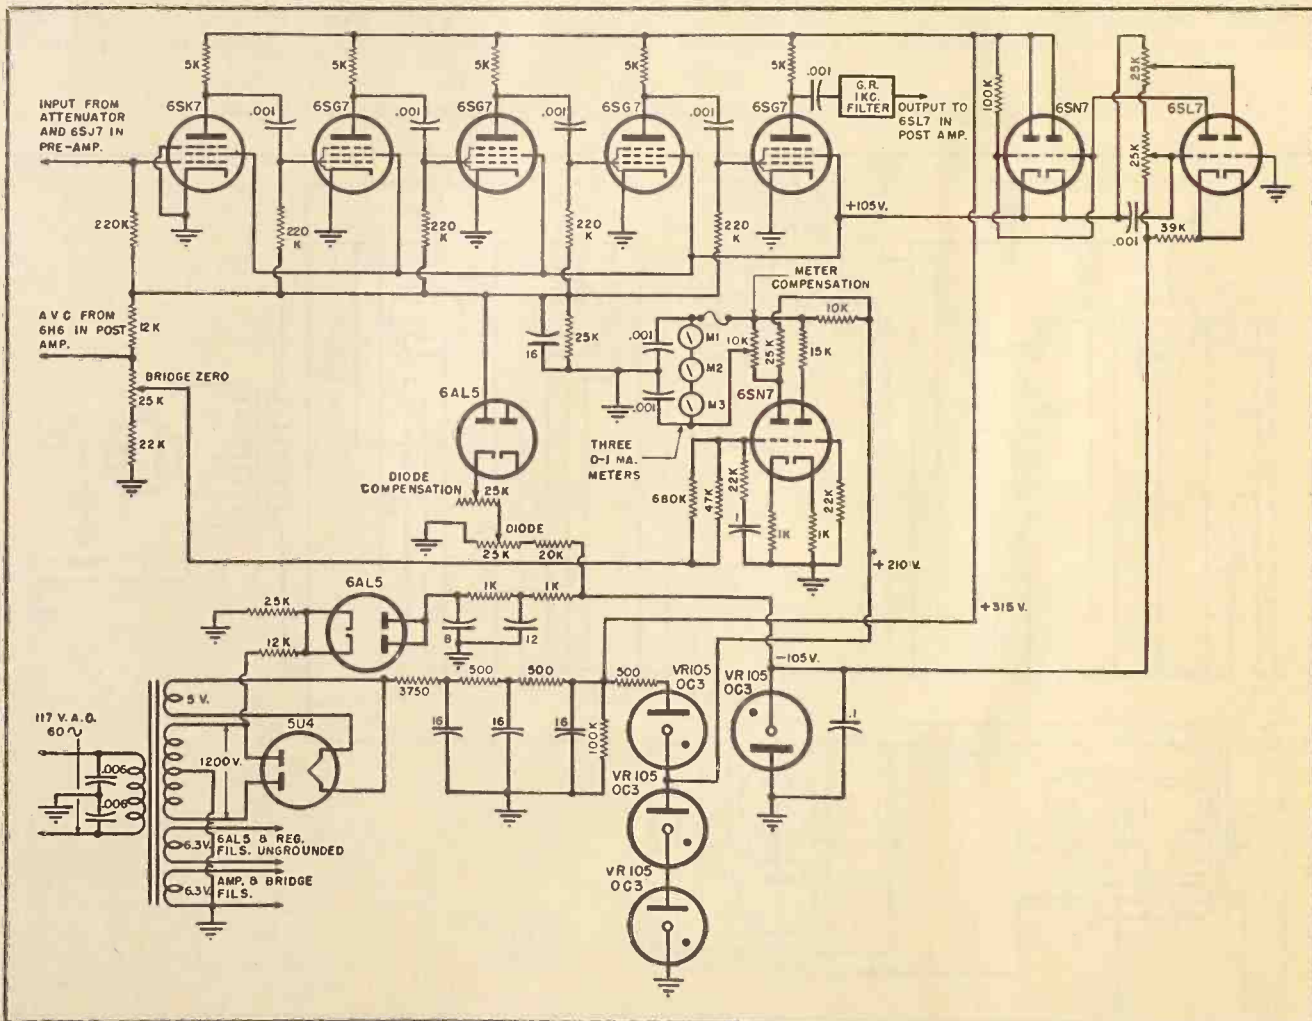 5K
5K
5K
5K
5K
.001
G.R.
1KC.
FILTER
100K
25K
6SN7
6SL7
INPUT FROM
ATTENUATOR
AND 6SJ7 IN
PRE-AMP.
6SK7
.001
6SG7
.001
6SG7
.001
6SG7
.001
6SG7
OUTPUT TO
6SL7 IN
POST AMP.
25K
220K
220
K
220
K
220
K
220
K
+105V.
.001
39K
METER
COMPENSATION
A V C FROM
6H6 IN POST
AMP.
12K
16
25K
.001
M1
M2
M3
.001
10K
25K
15K
10K
BRIDGE ZERO
25K
22K
6AL5
6SN7
THREE
0-1 MA.
METERS
DIODE
COMPENSATION
25K
680K
47K
22K
.1
1K
1K
22K
DIODE
25K
20K
+210V.
6AL5
25K
12K
1K
1K
8
12
+315V.
-105V.
5 V.
3750
500
500
500
VR105
OC3
VR105
OC3
.1
117 V. A.C.
60 ~
.006
.006
1200V.
5U4
16
16
16
100K
VR105
OC3
6.3V.
6AL5 & REG.
FILS. UNGROUNDED
6.3V.
AMP. & BRIDGE
FILS.
VR105
OC3